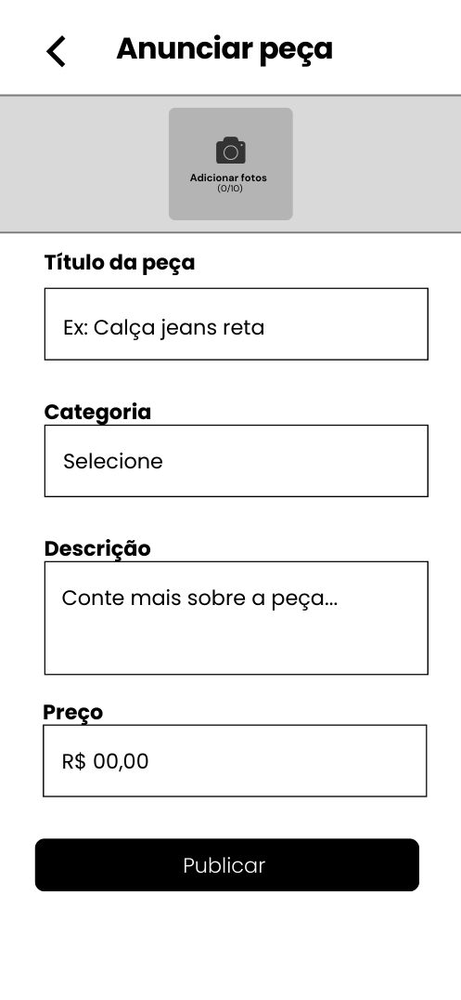 Anunciar peça
Adicionar fotos
(0/10)
Título da peça
Ex: Calça jeans reta
Categoria
Selecione
Descrição
Conte mais sobre a peça...
Preço
R$ 00,00
Publicar